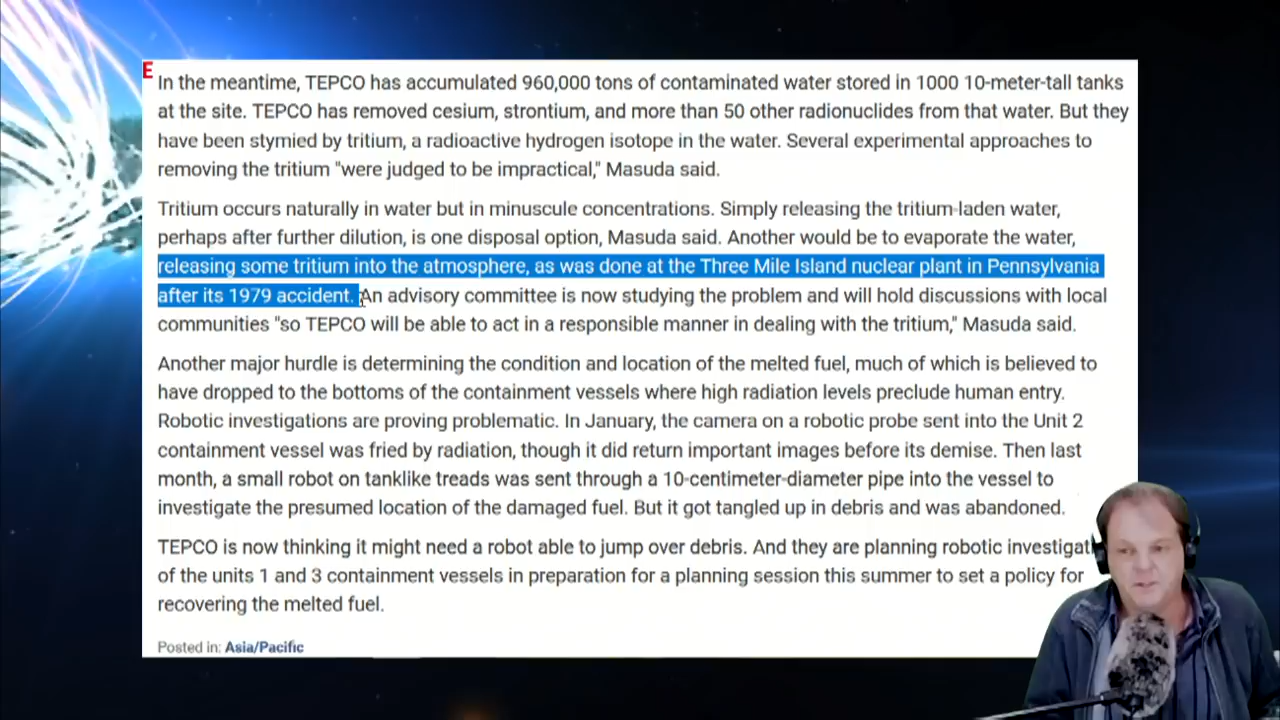 E
In the meantime, TEPCO has accumulated 960,000 tons of contaminated water stored in 1000 10-meter-tall tanks
at the site. TEPCO has removed cesium, strontium, and more than 50 other radionuclides from that water. But they
have been stymied by tritium, a radioactive hydrogen isotope in the water. Several experimental approaches to
removing the tritium "were judged to be impractical," Masuda said.
Tritium occurs naturally in water but in minuscule concentrations. Simply releasing the tritium-laden water,
perhaps after further dilution, is one disposal option, Masuda said. Another would be to evaporate the water,
releasing some tritium into the atmosphere, as was done at the Three Mile Island nuclear plant in Pennsylvania
after its 1979 accident. An advisory committee is now studying the problem and will hold discussions with local
communities "so TEPCO will be able to act in a responsible manner in dealing with the tritium," Masuda said.
Another major hurdle is determining the condition and location of the melted fuel, much of which is believed to
have dropped to the bottoms of the containment vessels where high radiation levels preclude human entry.
Robotic investigations are proving problematic. In January, the camera on a robotic probe sent into the Unit 2
containment vessel was fried by radiation, though it did return important images before its demise. Then last
month, a small robot on tanklike treads was sent through a 10-centimeter-diameter pipe into the vessel to
investigate the presumed location of the damaged fuel. But it got tangled up in debris and was abandoned.
TEPCO is now thinking it might need a robot able to jump over debris. And they are planning robotic investigat
of the units 1 and 3 containment vessels in preparation for a planning session this summer to set a policy for
recovering the melted fuel.
Posted in: Asia/Pacific